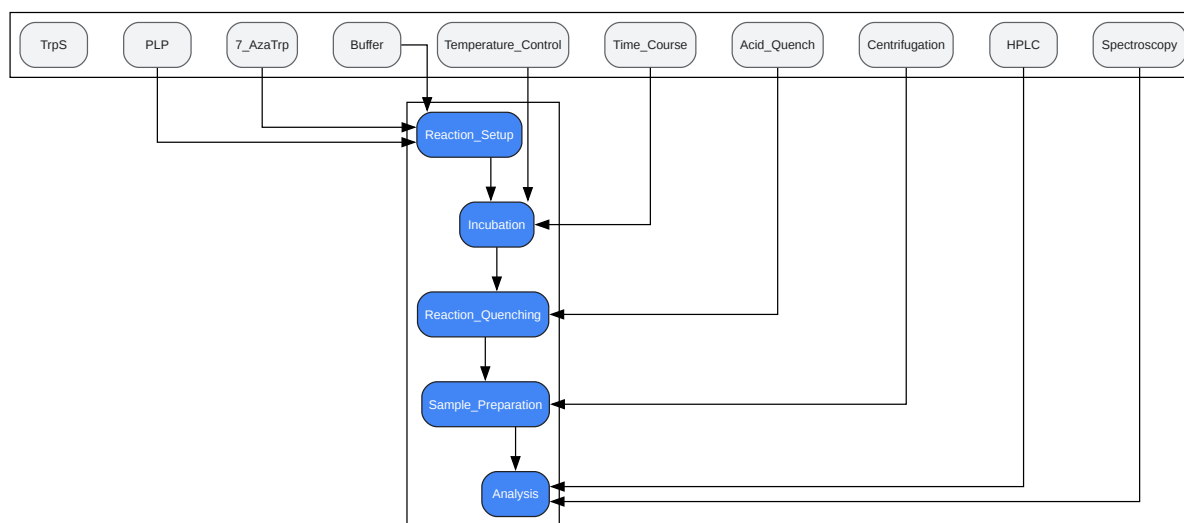 TrpS
PLP
7_AzaTrp
Buffer
Temperature_Control
Time_Course
Acid_Quench
Centrifugation
HPLC
Spectroscopy
Reaction_Setup
Incubation
Reaction_Quenching
Sample_Preparation
Analysis